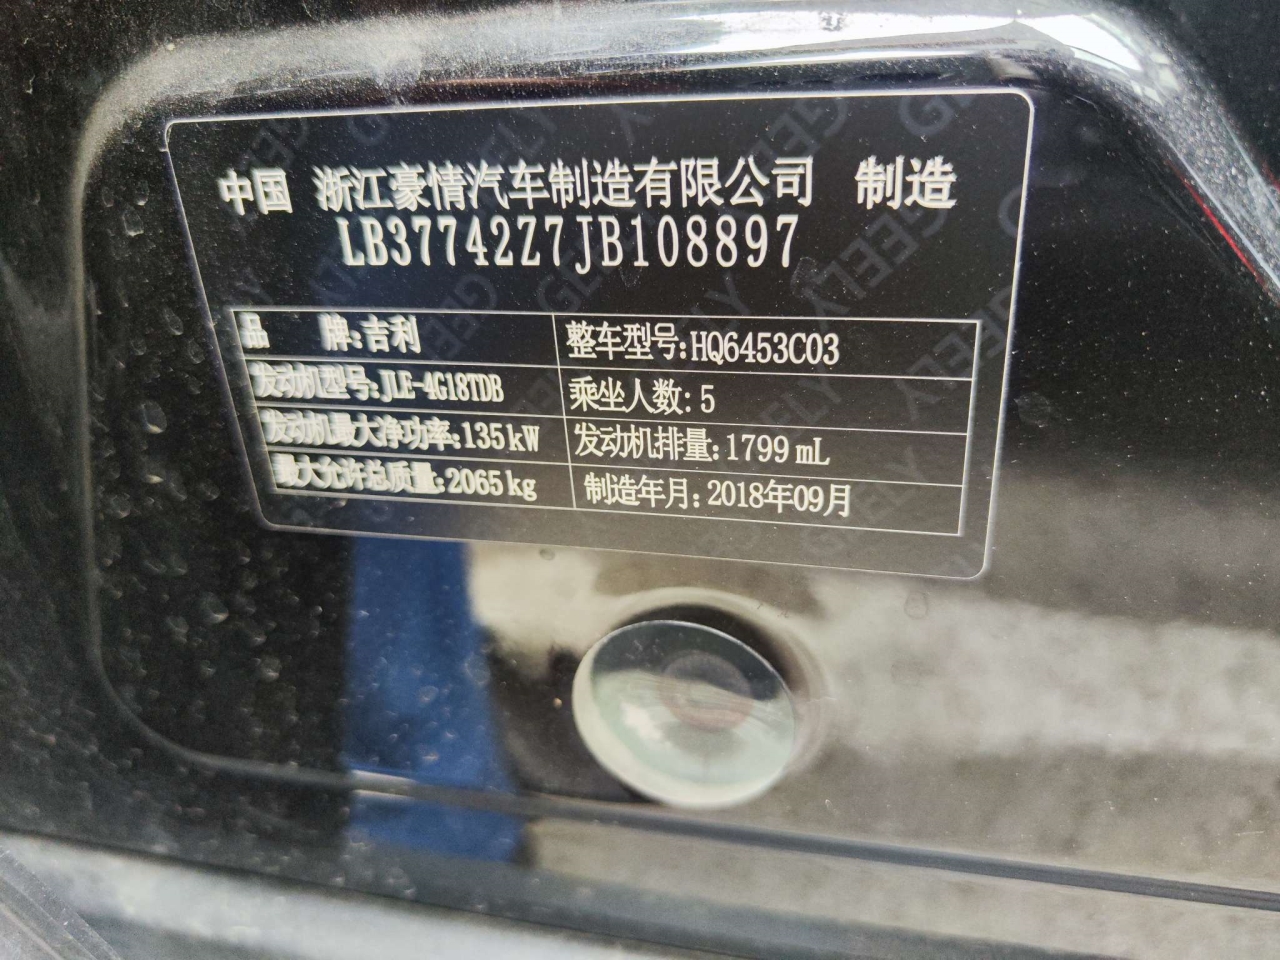 中国 浙江豪情汽车制造有限公司 制造
LB37742Z7JB108897
品 牌:吉利 整车型号:HQ6453C03
发动机型号:JLE-4G18TDB 乘坐人数:5
发动机最大净功率:135kW 发动机排量:1799 mL
最大允许总质量:2065kg 制造年月:2018年09月